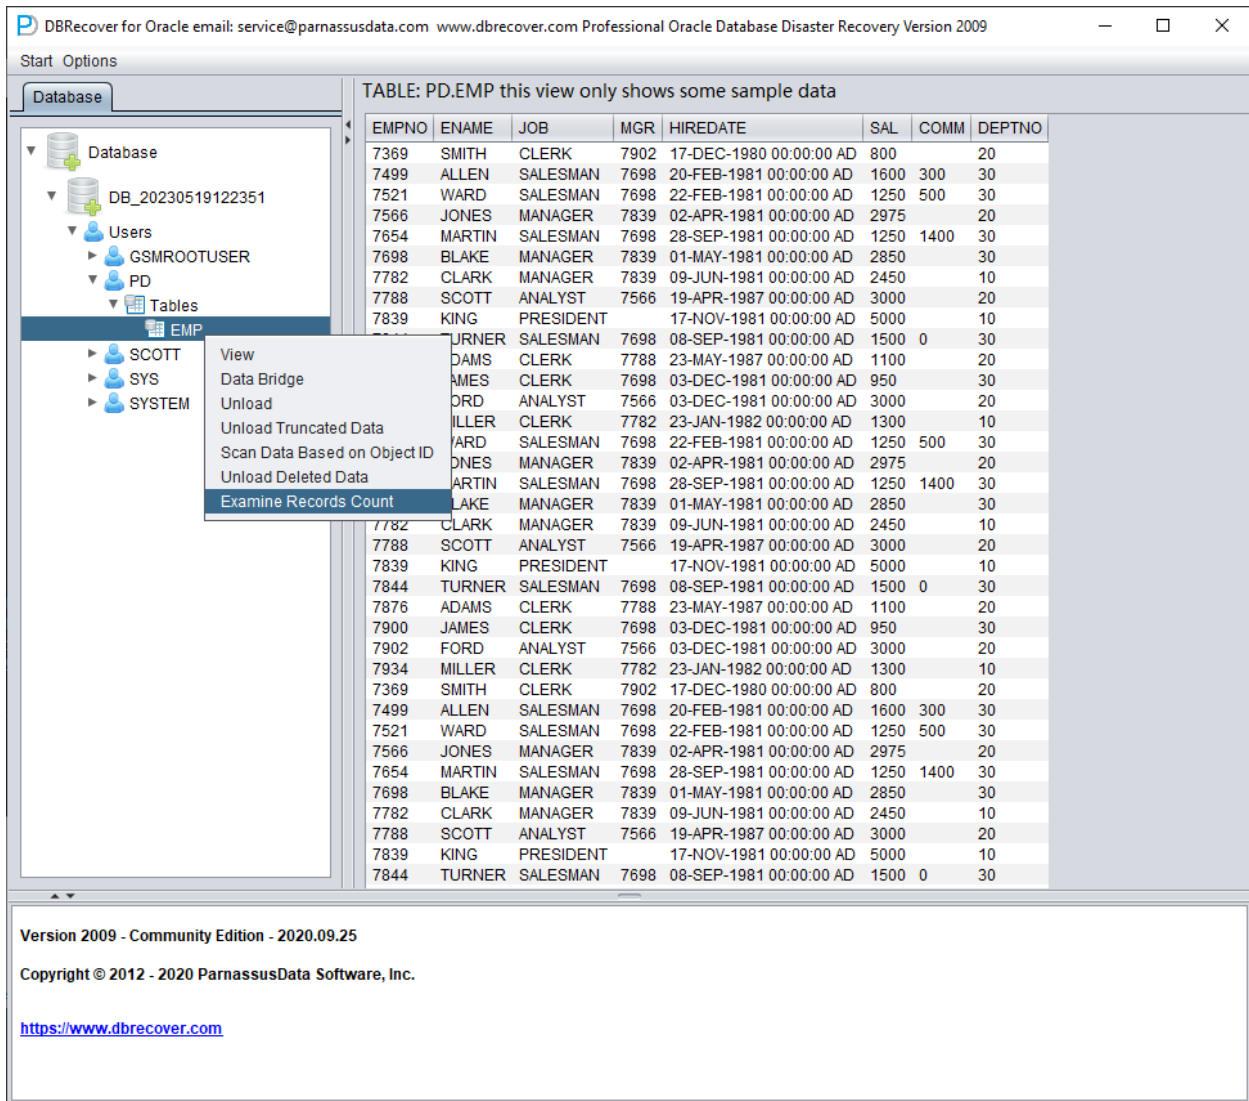 DBRecover for Oracle email: service@parnassusdata.com www.dbrecover.com Professional Oracle Database Disaster Recovery Version 2009
Start Options
Database
Database
DB_20230519122351
Users
GSMROOTUSER
PD
Tables
EMP
SCOTT
SYS
SYSTEM
View
Data Bridge
Unload
Unload Truncated Data
Scan Data Based on Object ID
Unload Deleted Data
Examine Records Count
TABLE: PD.EMP this view only shows some sample data
EMPNO ENAME JOB MGR HIREDATE SAL COMM DEPTNO
7369 SMITH CLERK 7902 17-DEC-1980 00:00:00 AD 800 20
7499 ALLEN SALESMAN 7698 20-FEB-1981 00:00:00 AD 1600 300 30
7521 WARD SALESMAN 7698 22-FEB-1981 00:00:00 AD 1250 500 30
7566 JONES MANAGER 7839 02-APR-1981 00:00:00 AD 2975 20
7654 MARTIN SALESMAN 7698 28-SEP-1981 00:00:00 AD 1250 1400 30
7698 BLAKE MANAGER 7839 01-MAY-1981 00:00:00 AD 2850 30
7782 CLARK MANAGER 7839 09-JUN-1981 00:00:00 AD 2450 10
7788 SCOTT ANALYST 7566 19-APR-1987 00:00:00 AD 3000 20
7839 KING PRESIDENT 17-NOV-1981 00:00:00 AD 5000 10
URNER SALESMAN 7698 08-SEP-1981 00:00:00 AD 1500 0 30
DAMS CLERK 7788 23-MAY-1987 00:00:00 AD 1100 20
AMES CLERK 7698 03-DEC-1981 00:00:00 AD 950 30
ORD ANALYST 7566 03-DEC-1981 00:00:00 AD 3000 20
ILLER CLERK 7782 23-JAN-1982 00:00:00 AD 1300 10
ARD SALESMAN 7698 22-FEB-1981 00:00:00 AD 1250 500 30
ONES MANAGER 7839 02-APR-1981 00:00:00 AD 2975 20
ARTIN SALESMAN 7698 28-SEP-1981 00:00:00 AD 1250 1400 30
LAKE MANAGER 7839 01-MAY-1981 00:00:00 AD 2850 30
7782 CLARK MANAGER 7839 09-JUN-1981 00:00:00 AD 2450 10
7788 SCOTT ANALYST 7566 19-APR-1987 00:00:00 AD 3000 20
7839 KING PRESIDENT 17-NOV-1981 00:00:00 AD 5000 10
7844 TURNER SALESMAN 7698 08-SEP-1981 00:00:00 AD 1500 0 30
7876 ADAMS CLERK 7788 23-MAY-1987 00:00:00 AD 1100 20
7900 JAMES CLERK 7698 03-DEC-1981 00:00:00 AD 950 30
7902 FORD ANALYST 7566 03-DEC-1981 00:00:00 AD 3000 20
7934 MILLER CLERK 7782 23-JAN-1982 00:00:00 AD 1300 10
7369 SMITH CLERK 7902 17-DEC-1980 00:00:00 AD 800 20
7499 ALLEN SALESMAN 7698 20-FEB-1981 00:00:00 AD 1600 300 30
7521 WARD SALESMAN 7698 22-FEB-1981 00:00:00 AD 1250 500 30
7566 JONES MANAGER 7839 02-APR-1981 00:00:00 AD 2975 20
7654 MARTIN SALESMAN 7698 28-SEP-1981 00:00:00 AD 1250 1400 30
7698 BLAKE MANAGER 7839 01-MAY-1981 00:00:00 AD 2850 30
7782 CLARK MANAGER 7839 09-JUN-1981 00:00:00 AD 2450 10
7788 SCOTT ANALYST 7566 19-APR-1987 00:00:00 AD 3000 20
7839 KING PRESIDENT 17-NOV-1981 00:00:00 AD 5000 10
7844 TURNER SALESMAN 7698 08-SEP-1981 00:00:00 AD 1500 0 30
Version 2009 - Community Edition - 2020.09.25
Copyright © 2012 - 2020 ParnassusData Software, Inc.
https://www.dbrecover.com